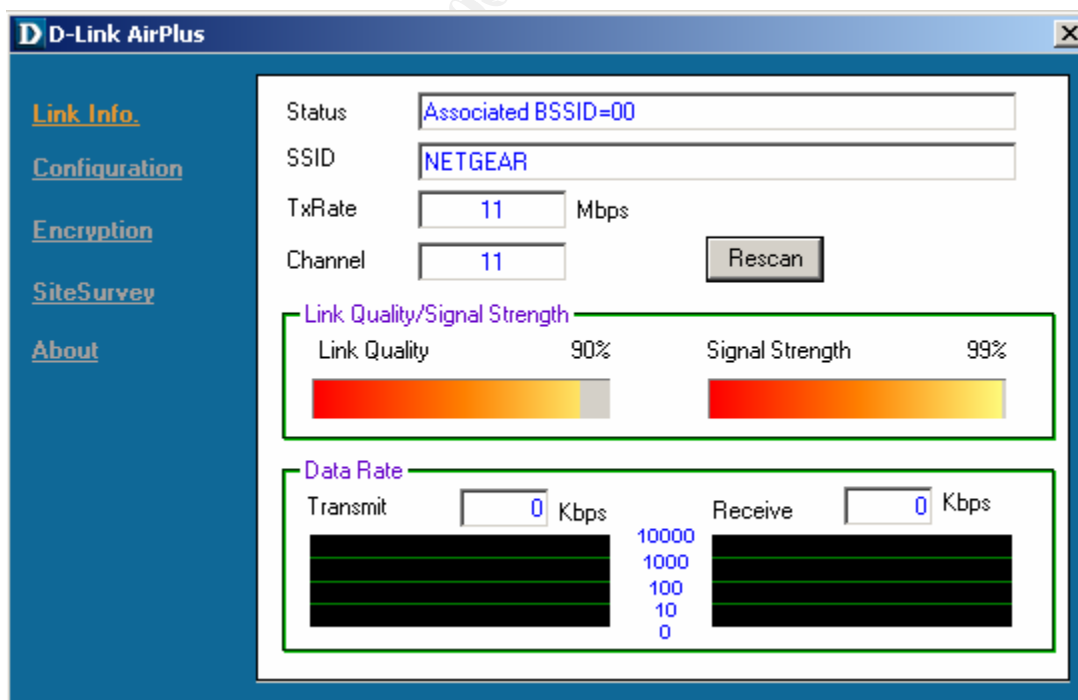 D D-Link AirPlus
Link Info.
Configuration
Encryption
SiteSurvey
About
Status Associated BSSID=00
SSID NETGEAR
TxRate 11 Mbps
Channel 11 Rescan
Link Quality/Signal Strength
Link Quality 90% Signal Strength 99%
Data Rate
Transmit 0 Kbps Receive 0 Kbps
10000
1000
100
10
0